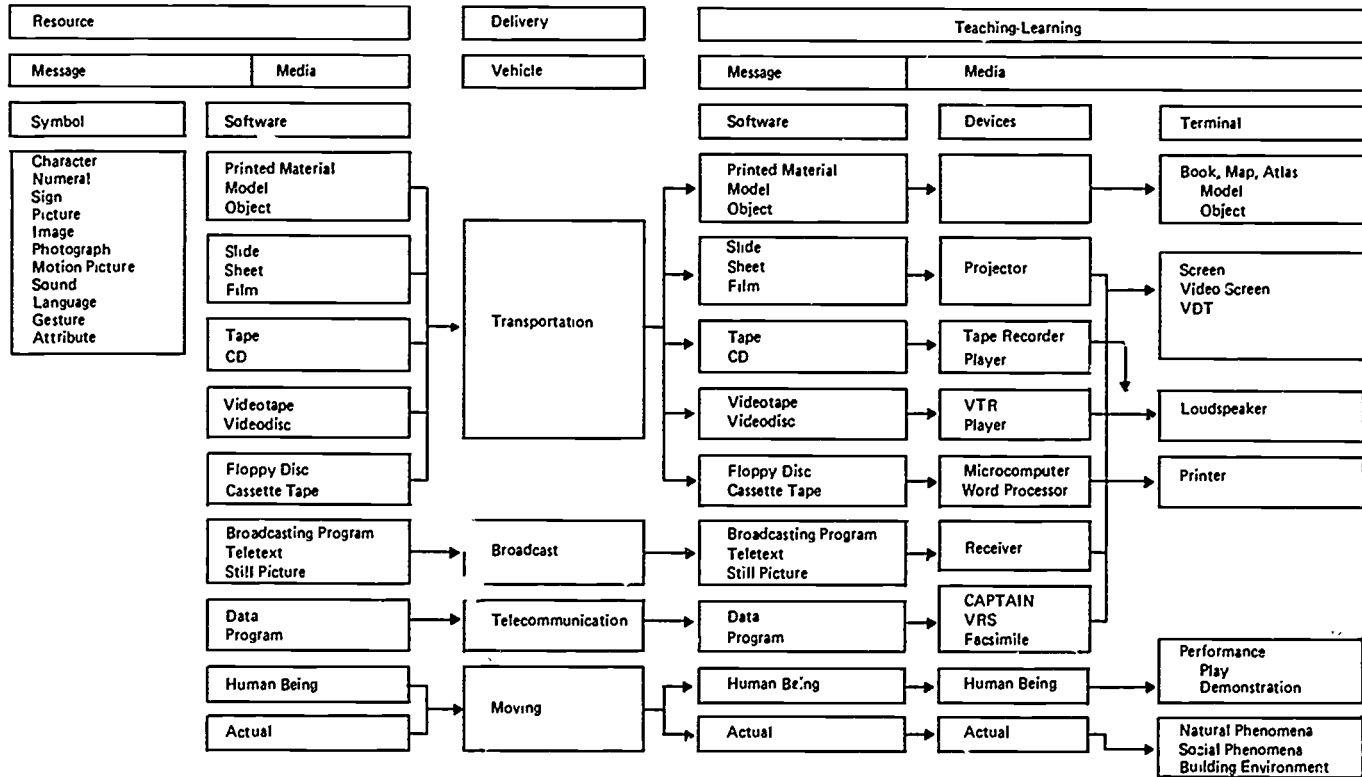 Resource
Delivery
Teaching-Learning
Message
Media
Vehicle
Message
Media
Symbol
Software
Software
Devices
Terminal
Character
Numeral
Sign
Picture
Image
Photograph
Motion Picture
Sound
Language
Gesture
Attribute
Printed Material
Model
Object
Slide
Sheet
Film
Tape
CD
Videotape
Videodisc
Floppy Disc
Cassette Tape
Broadcasting Program
Teletext
Still Picture
Data
Program
Human Being
Actual
Transportation
Broadcast
Telecommunication
Moving
Printed Material
Model
Object
Slide
Sheet
Film
Tape
CD
Videotape
Videodisc
Floppy Disc
Cassette Tape
Broadcasting Program
Teletext
Still Picture
Data
Program
Human Being
Actual
Projector
Tape Recorder
Player
VTR
Player
Microcomputer
Word Processor
Receiver
CAPTAIN
VRS
Facsimile
Human Being
Actual
Book, Map, Atlas
Model
Object
Screen
Video Screen
VDT
Loudspeaker
Printer
Performance
Play
Demonstration
Natural Phenomena
Social Phenomena
Building Environment